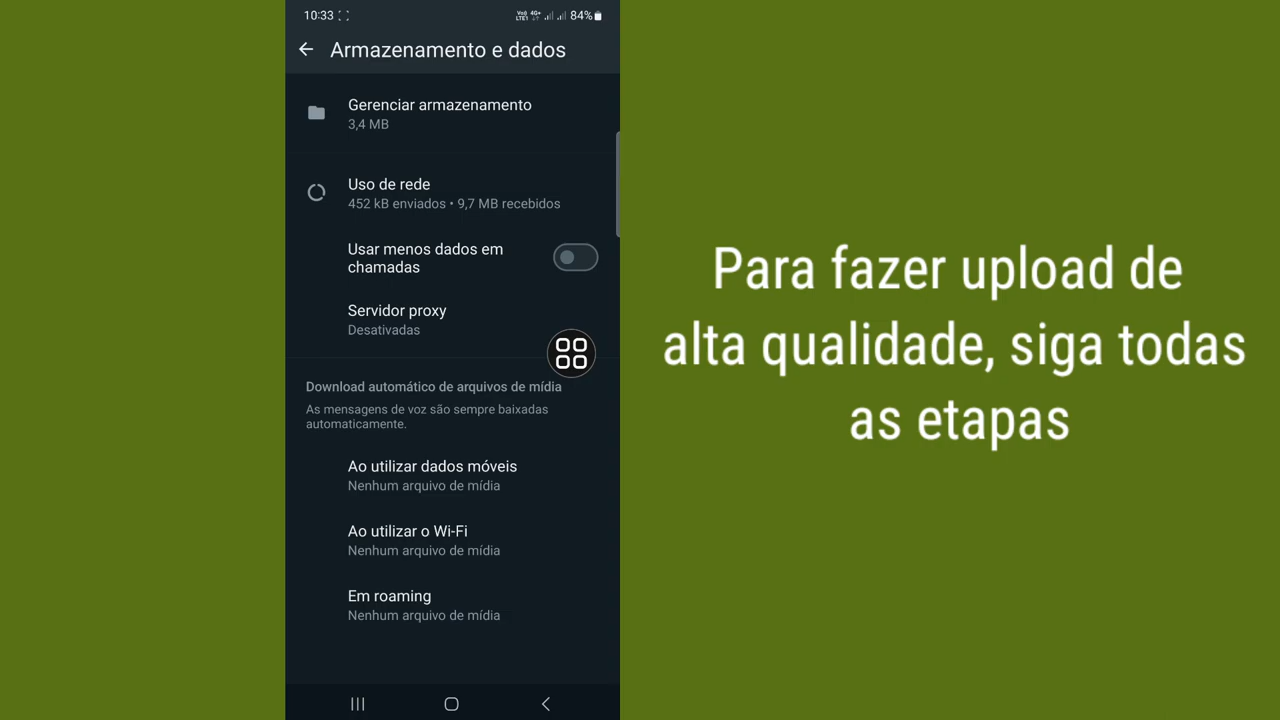 10:33
Vo) 4G+ LTE1 84%
Armazenamento e dados
Gerenciar armazenamento
3,4 MB
Uso de rede
452 kB enviados • 9,7 MB recebidos
Usar menos dados em
chamadas
Servidor proxy
Desativadas
Download automático de arquivos de mídia
As mensagens de voz são sempre baixadas
automaticamente.
Ao utilizar dados móveis
Nenhum arquivo de mídia
Ao utilizar o Wi-Fi
Nenhum arquivo de mídia
Em roaming
Nenhum arquivo de mídia
Para fazer upload de
alta qualidade, siga todas
as etapas